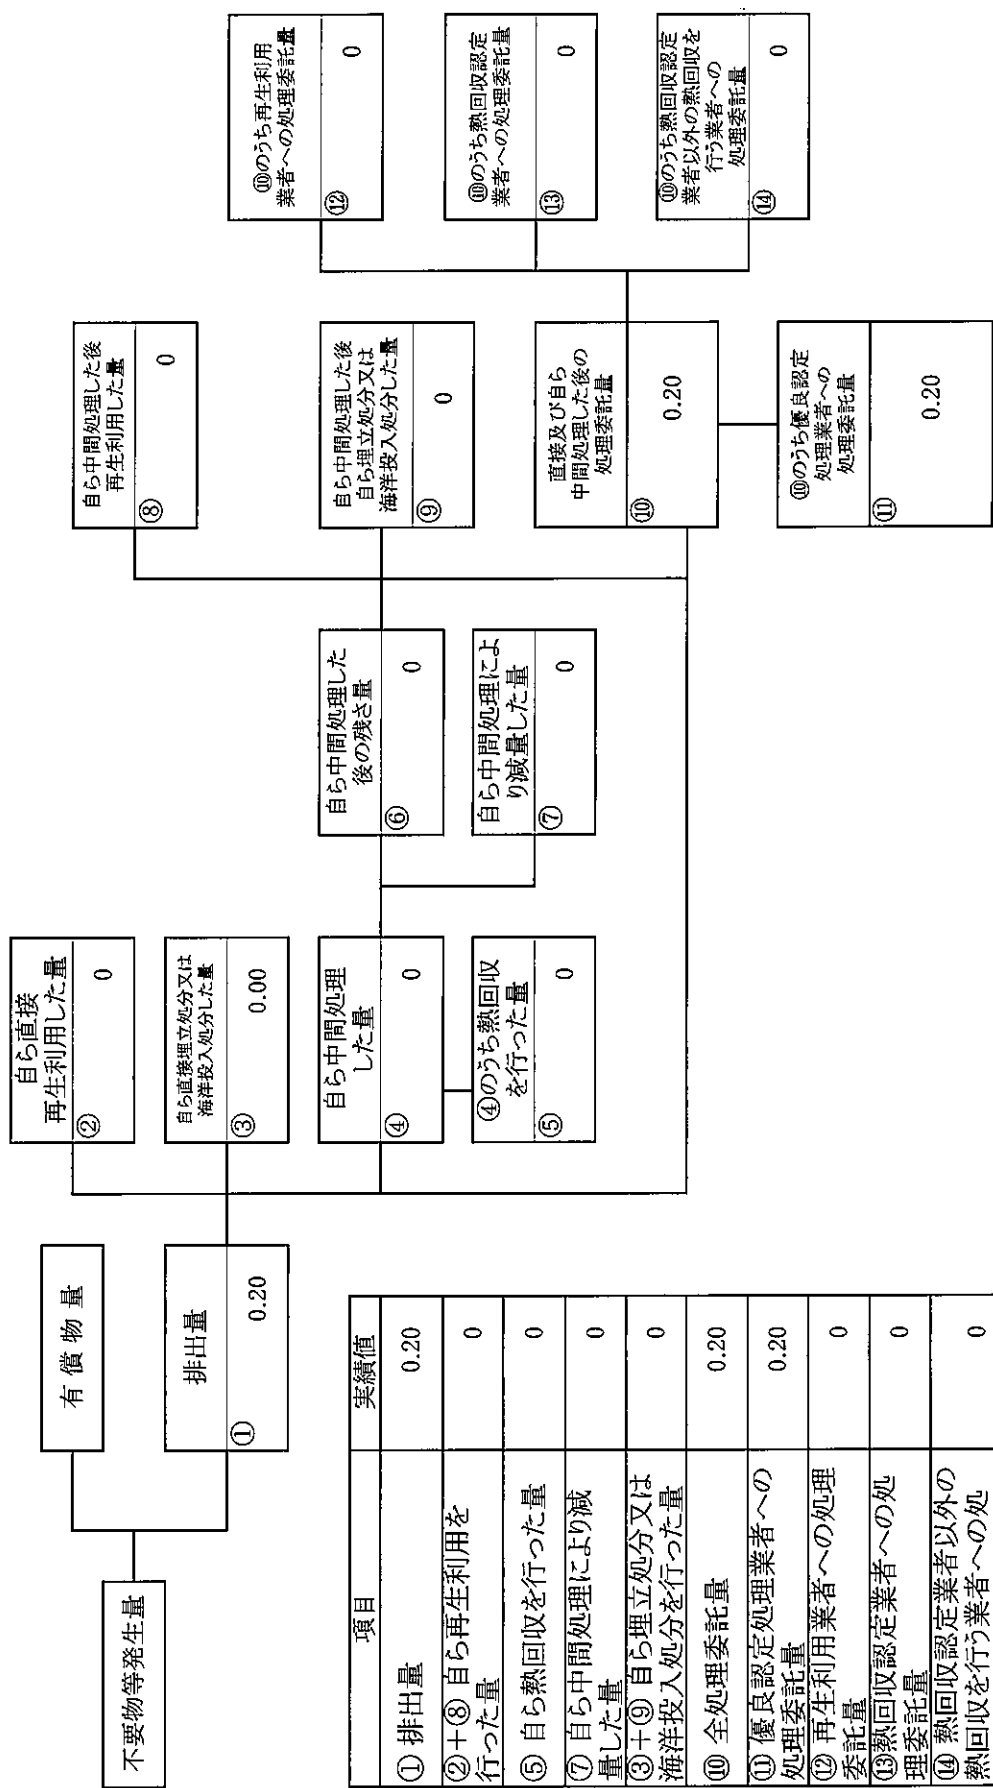 不要物等発生量
有償物量
排出量
① 0.20
自ら直接
再生利用した量
② 0
自ら直接埋立処分又は
海洋投入処分した量
③ 0.00
自ら中間処理
した量
④ 0
④のうち熱回収
を行った量
⑤ 0
自ら中間処理した
後の残さ量
⑥ 0
自ら中間処理によ
り減量した量
⑦ 0
自ら中間処理した後
再生利用した量
⑧ 0
自ら中間処理した後
自ら埋立処分又は
海洋投入処分した量
⑨ 0
直接及び自ら
中間処理した後の
処理委託量
⑩ 0.20
⑩のうち優良認定
処理業者への
処理委託量
⑪ 0.20
⑩のうち再生利用
業者への処理委託量
⑫ 0
⑩のうち熱回収認定
業者への処理委託量
⑬ 0
⑩のうち熱回収認定
業者以外の熱回収を
行う業者への
処理委託量
⑭ 0
項目 実績値
① 排出量 0.20
②+⑧ 自ら再生利用を
行った量 0
⑤ 自ら熱回収を行った量 0
⑦ 自ら中間処理により減
量した量 0
③+⑨ 自ら埋立処分又は
海洋投入処分を行った量 0
⑩ 全処理委託量 0.20
⑪ 優良認定処理業者への
処理委託量 0.20
⑫ 再生利用業者への処理
委託量 0
⑬熱回収認定業者への処
理委託量 0
⑭ 熱回収認定業者以外の
熱回収を行う業者への処 0